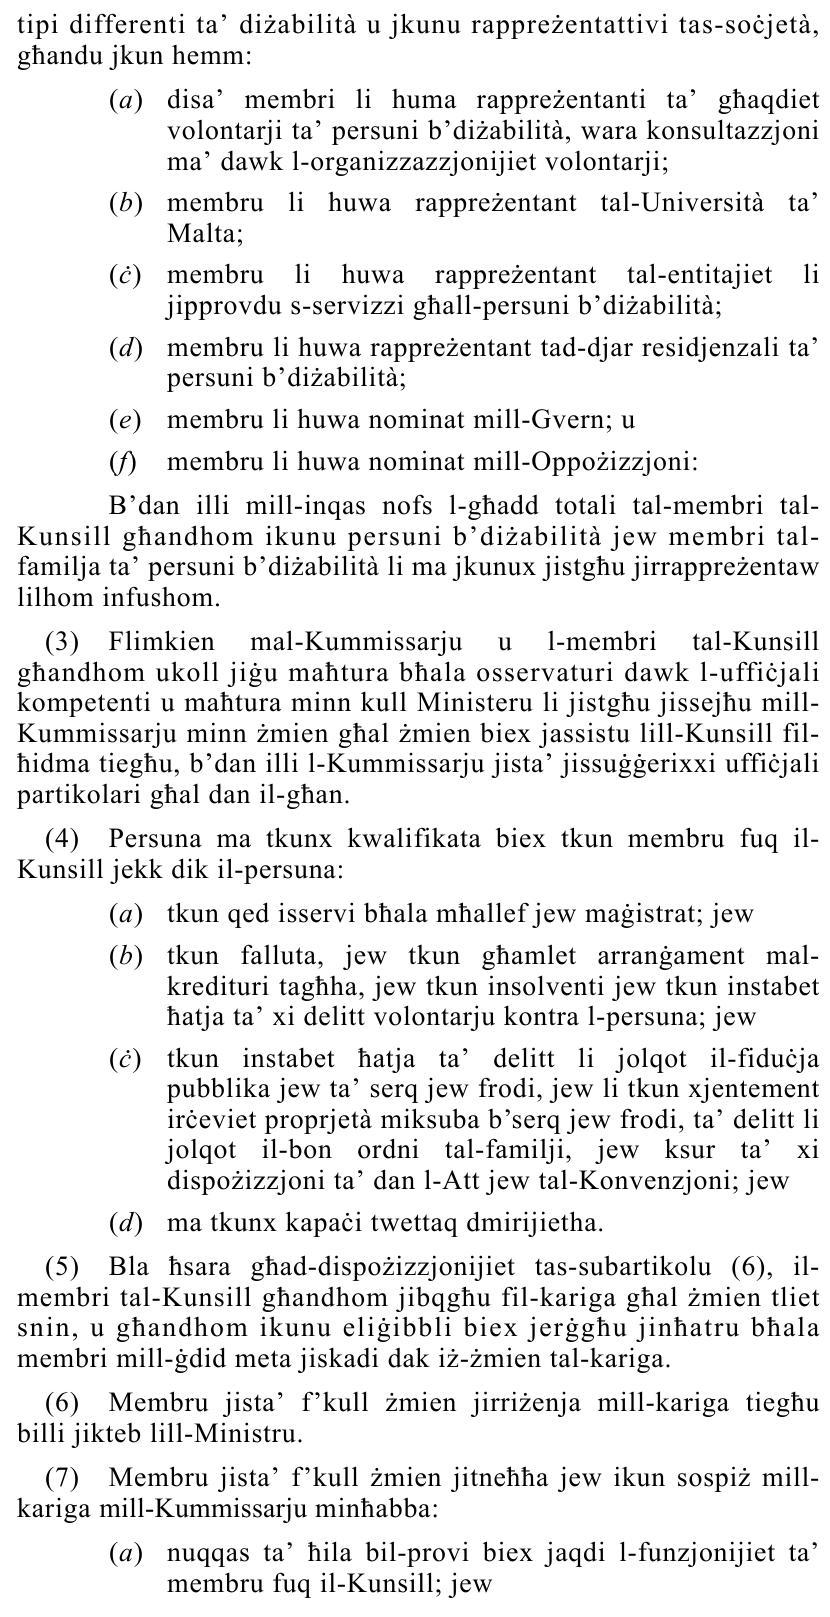 tipi differenti ta’ diżabilità u jkunu rappreżentattivi tas-soċjetà,
għandu jkun hemm:
(a) disa’ membri li huma rappreżentanti ta’ għaqdiet
volontarji ta’ persuni b’diżabilità, wara konsultazzjoni
ma’ dawk l-organizzazzjonijiet volontarji;
(b) membru li huwa rappreżentant tal-Università ta’
Malta;
(ċ) membru li huwa rappreżentant tal-entitajiet li
jipprovdu s-servizzi għall-persuni b’diżabilità;
(d) membru li huwa rappreżentant tad-djar residjenzali ta’
persuni b’diżabilità;
(e) membru li huwa nominat mill-Gvern; u
(f) membru li huwa nominat mill-Oppożizzjoni:
B’dan illi mill-inqas nofs l-għadd totali tal-membri tal-
Kunsill għandhom ikunu persuni b’diżabilità jew membri tal-
familja ta’ persuni b’diżabilità li ma jkunux jistgħu jirrappreżentaw
lilhom infushom.
(3) Flimkien mal-Kummissarju u l-membri tal-Kunsill
għandhom ukoll jiġu maħtura bħala osservaturi dawk l-uffiċjali
kompetenti u maħtura minn kull Ministeru li jistgħu jissejħu mill-
Kummissarju minn żmien għal żmien biex jassistu lill-Kunsill fil-
ħidma tiegħu, b’dan illi l-Kummissarju jista’ jissuġġerixxi uffiċjali
partikolari għal dan il-għan.
(4) Persuna ma tkunx kwalifikata biex tkun membru fuq il-
Kunsill jekk dik il-persuna:
(a) tkun qed isservi bħala mħallef jew maġistrat; jew
(b) tkun falluta, jew tkun għamlet arranġament mal-
kredituri tagħha, jew tkun insolventi jew tkun instabet
ħatja ta’ xi delitt volontarju kontra l-persuna; jew
(ċ) tkun instabet ħatja ta’ delitt li jolqot il-fiduċja
pubblika jew ta’ serq jew frodi, jew li tkun xjentement
irċeviet proprjetà miksuba b’serq jew frodi, ta’ delitt li
jolqot il-bon ordni tal-familji, jew ksur ta’ xi
dispożizzjoni ta’ dan l-Att jew tal-Konvenzjoni; jew
(d) ma tkunx kapaċi twettaq dmirijietha.
(5) Bla ħsara għad-dispożizzjonijiet tas-subartikolu (6), il-
membri tal-Kunsill għandhom jibqgħu fil-kariga għal żmien tliet
snin, u għandhom ikunu eliġibbli biex jerġgħu jinħatru bħala
membri mill-ġdid meta jiskadi dak iż-żmien tal-kariga.
(6) Membru jista’ f’kull żmien jirriżenja mill-kariga tiegħu
billi jikteb lill-Ministru.
(7) Membru jista’ f’kull żmien jitneħħa jew ikun sospiż mill-
kariga mill-Kummissarju minħabba:
(a) nuqqas ta’ ħila bil-provi biex jaqdi l-funzjonijiet ta’
membru fuq il-Kunsill; jew